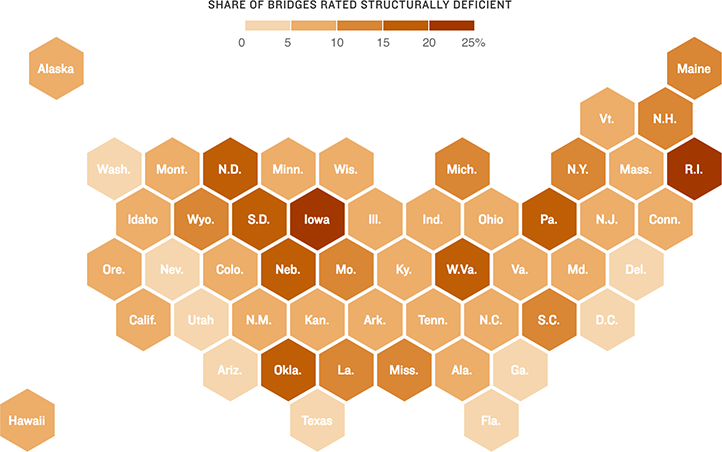 SHARE OF BRIDGES RATED STRUCTURALLY DEFICIENT
0 5 10 15 20 25%
Alaska Maine
Vt. N.H.
Wash. Mont. N.D. Minn. Wis. Mich. N.Y. Mass. R.I.
Idaho Wyo. S.D. Iowa Ill. Ind. Ohio Pa. N.J. Conn.
Ore. Nev. Colo. Neb. Mo. Ky. W.Va. Va. Md. Del.
Calif. Utah N.M. Kan. Ark. Tenn. N.C. S.C. D.C.
Ariz. Okla. La. Miss. Ala. Ga.
Hawaii Texas Fla.